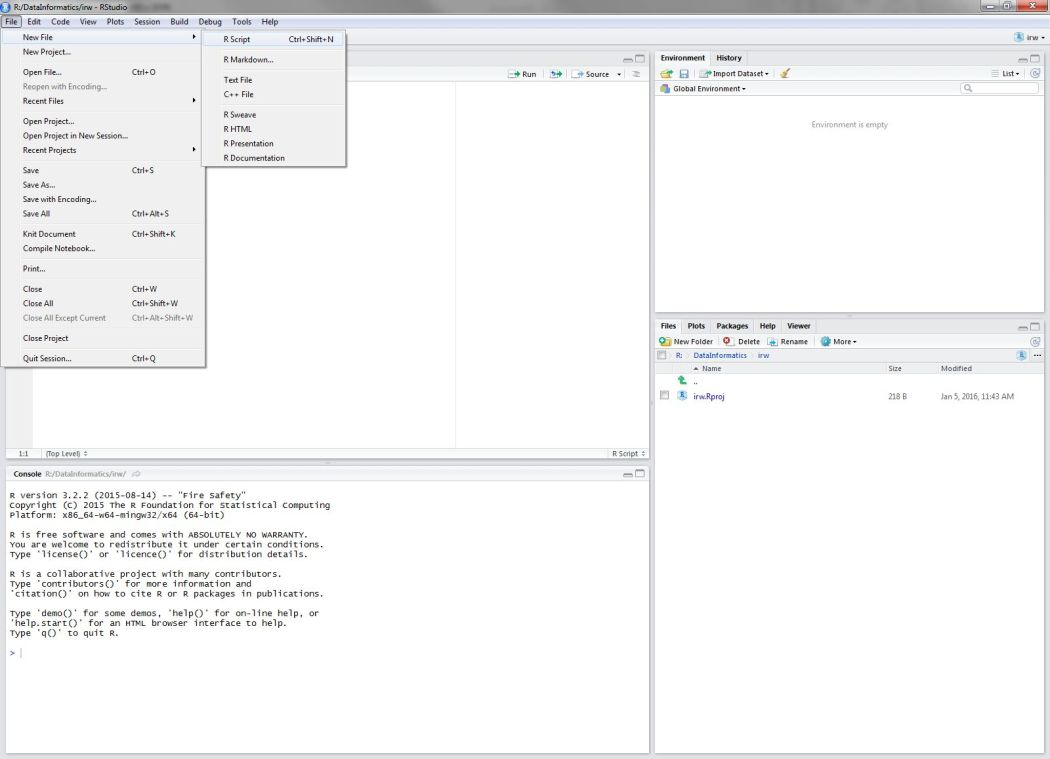 R:/DataInformatics/irw - RStudio
File Edit Code View Plots Session Build Debug Tools Help
New File
New Project...
Open File... Ctrl+O
Reopen with Encoding...
Recent Files
Open Project...
Open Project in New Session...
Recent Projects
Save Ctrl+S
Save As...
Save with Encoding...
Save All Ctrl+Alt+S
Knit Document Ctrl+Shift+K
Compile Notebook...
Print...
Close Ctrl+W
Close All Ctrl+Shift+W
Close All Except Current Ctrl+Alt+Shift+W
Close Project
Quit Session... Ctrl+Q
R Script Ctrl+Shift+N
R Markdown...
Text File
C++ File
R Sweave
R HTML
R Presentation
R Documentation
irw
Run Source
1:1 (Top Level) R Script
Console R:/DataInformatics/irw/
R version 3.2.2 (2015-08-14) -- "Fire Safety"
Copyright (C) 2015 The R Foundation for Statistical Computing
Platform: x86_64-w64-mingw32/x64 (64-bit)
R is free software and comes with ABSOLUTELY NO WARRANTY.
You are welcome to redistribute it under certain conditions.
Type 'license()' or 'licence()' for distribution details.
R is a collaborative project with many contributors.
Type 'contributors()' for more information and
'citation()' on how to cite R or R packages in publications.
Type 'demo()' for some demos, 'help()' for on-line help, or
'help.start()' for an HTML browser interface to help.
Type 'q()' to quit R.
>
Environment History
Import Dataset List
Global Environment
Environment is empty
Files Plots Packages Help Viewer
New Folder Delete Rename More
R: DataInformatics irw ...
Name Size Modified
..
irw.Rproj 218 B Jan 5, 2016, 11:43 AM